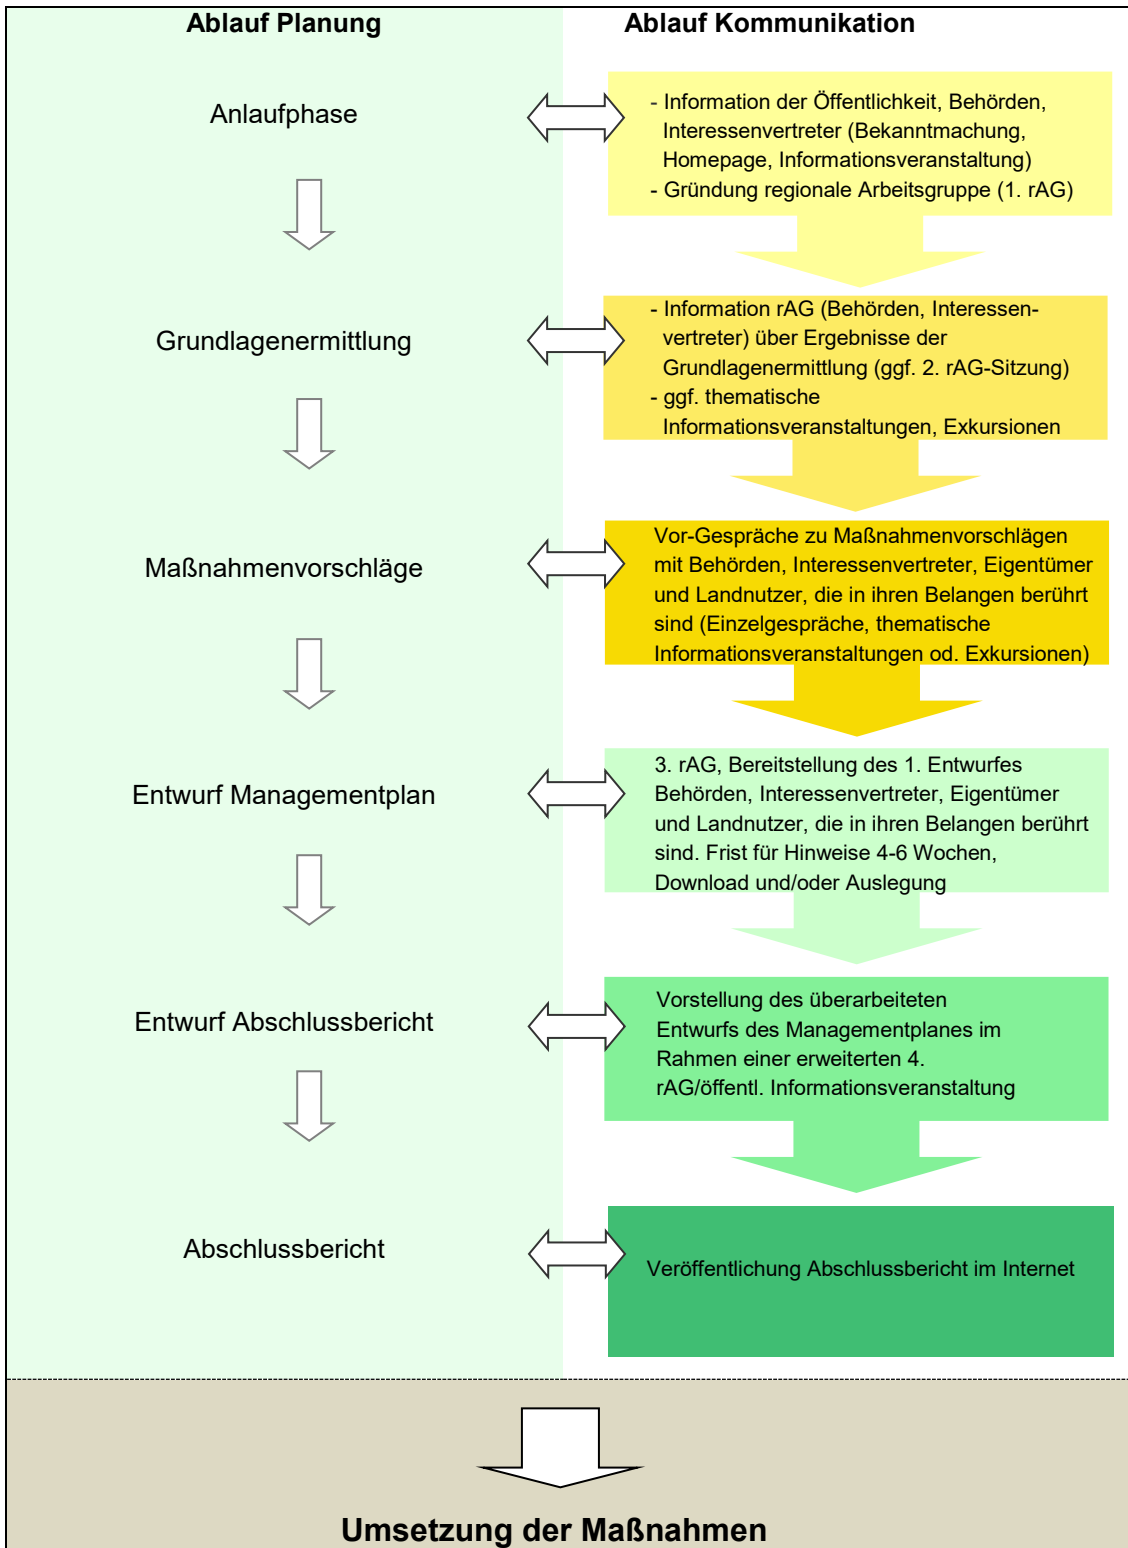 Ablauf Planung
Ablauf Kommunikation
Anlaufphase
- Information der Öffentlichkeit, Behörden,
Interessenvertreter (Bekanntmachung,
Homepage, Informationsveranstaltung)
- Gründung regionale Arbeitsgruppe (1. rAG)
Grundlagenermittlung
- Information rAG (Behörden, Interessen-
vertreter) über Ergebnisse der
Grundlagenermittlung (ggf. 2. rAG-Sitzung)
- ggf. thematische
Informationsveranstaltungen, Exkursionen
Maßnahmenvorschläge
Vor-Gespräche zu Maßnahmenvorschlägen
mit Behörden, Interessenvertreter, Eigentümer
und Landnutzer, die in ihren Belangen berührt
sind (Einzelgespräche, thematische
Informationsveranstaltungen od. Exkursionen)
Entwurf Managementplan
3. rAG, Bereitstellung des 1. Entwurfes
Behörden, Interessenvertreter, Eigentümer
und Landnutzer, die in ihren Belangen berührt
sind. Frist für Hinweise 4-6 Wochen,
Download und/oder Auslegung
Entwurf Abschlussbericht
Vorstellung des überarbeiteten
Entwurfs des Managementplanes im
Rahmen einer erweiterten 4.
rAG/öffentl. Informationsveranstaltung
Abschlussbericht
Veröffentlichung Abschlussbericht im Internet
Umsetzung der Maßnahmen